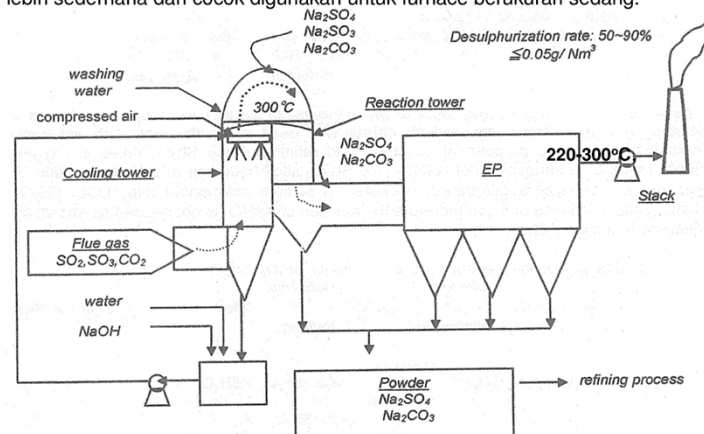 lebih sederhana dan cocok digunakan untuk furnace berukuran sedang.
Na₂SO₄
Na₂SO₃
Na₂CO₃
Desulphurization rate: 50~90%
≦0.05g/ Nm³
washing
water
300℃
compressed air
Reaction tower
Na₂SO₄
Na₂CO₃
Cooling tower
EP
220-300ºC
Stack
Flue gas
SO₂,SO₃,CO₂
water
NaOH
Powder
Na₂SO₄
Na₂CO₃
refining process